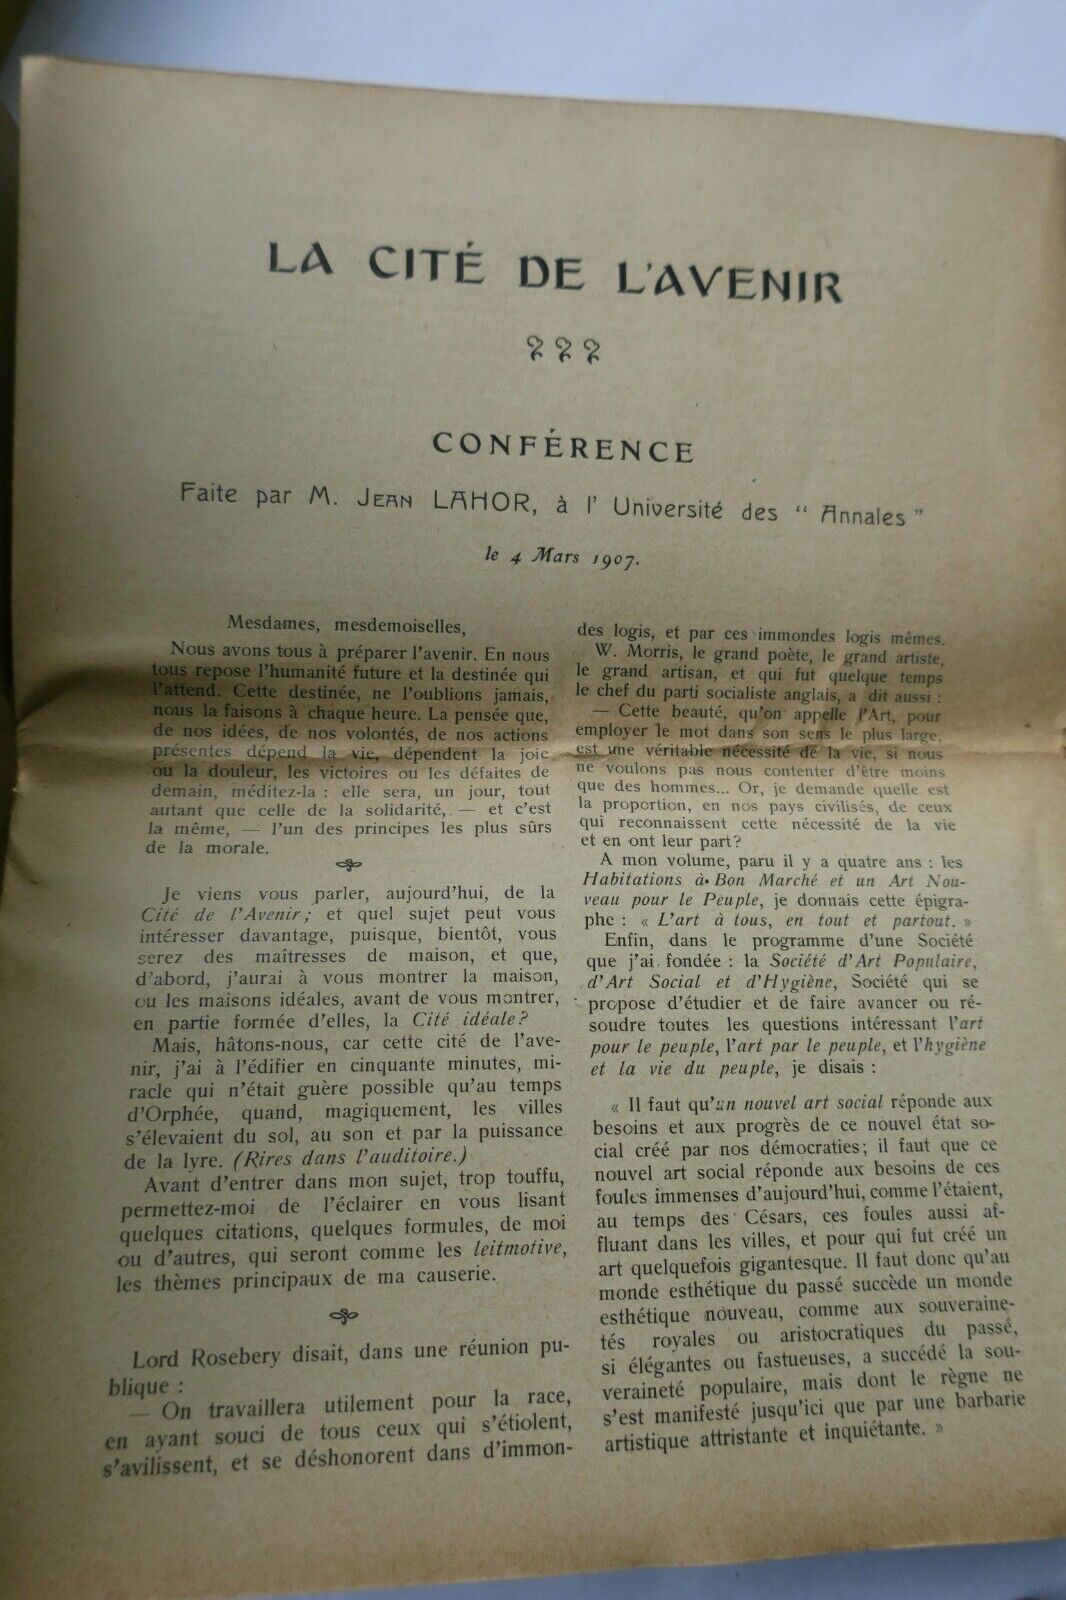 LA CITÉ DE L'AVENIR
CONFÉRENCE
Faite par M. JEAN LAHOR, à l' Université des " Annales "
le 4 Mars 1907.
Mesdames, mesdemoiselles,
Nous avons tous à préparer l'avenir. En nous
tous repose l'humanité future et la destinée qui
l'attend. Cette destinée, ne l'oublions jamais,
nous la faisons à chaque heure. La pensée que,
de nos idées, de nos volontés, de nos actions
présentes dépend la vie, dépendent la joie
ou la douleur, les victoires ou les défaites de
demain, méditez-la : elle sera, un jour, tout
autant que celle de la solidarité, — et c'est
la même, — l'un des principes les plus sûrs
de la morale.
Je viens vous parler, aujourd'hui, de la
Cité de l'Avenir; et quel sujet peut vous
intéresser davantage, puisque, bientôt, vous
serez des maîtresses de maison, et que,
d'abord, j'aurai à vous montrer la maison,
ou les maisons idéales, avant de vous montrer,
en partie formée d'elles, la Cité idéale?
Mais, hâtons-nous, car cette cité de l'ave-
nir, j'ai à l'édifier en cinquante minutes, mi-
racle qui n'était guère possible qu'au temps
d'Orphée, quand, magiquement, les villes
s'élevaient du sol, au son et par la puissance
de la lyre. (Rires dans l'auditoire.)
Avant d'entrer dans mon sujet, trop touffu,
permettez-moi de l'éclairer en vous lisant
quelques citations, quelques formules, de moi
ou d'autres, qui seront comme les leitmotive,
les thèmes principaux de ma causerie.
Lord Rosebery disait, dans une réunion pu-
blique :
— On travaillera utilement pour la race,
en ayant souci de tous ceux qui s'étiolent,
s'avilissent, et se déshonorent dans d'immon-
des logis, et par ces immondes logis mêmes.
W. Morris, le grand poète, le grand artiste,
le grand artisan, et qui fut quelque temps
le chef du parti socialiste anglais, a dit aussi :
— Cette beauté, qu'on appelle l'Art, pour
employer le mot dans son sens le plus large,
est une véritable nécessité de la vie, si nous
ne voulons pas nous contenter d'être moins
que des hommes... Or, je demande quelle est
la proportion, en nos pays civilisés, de ceux
qui reconnaissent cette nécessité de la vie
et en ont leur part?
A mon volume, paru il y a quatre ans : les
Habitations à Bon Marché et un Art Nou-
veau pour le Peuple, je donnais cette épigra-
phe : « L'art à tous, en tout et partout. »
Enfin, dans le programme d'une Société
que j'ai fondée : la Société d'Art Populaire,
d'Art Social et d'Hygiène, Société qui se
propose d'étudier et de faire avancer ou ré-
soudre toutes les questions intéressant l'art
pour le peuple, l'art par le peuple, et l'hygiène
et la vie du peuple, je disais :
« Il faut qu'un nouvel art social réponde aux
besoins et aux progrès de ce nouvel état so-
cial créé par nos démocraties; il faut que ce
nouvel art social réponde aux besoins de ces
foules immenses d'aujourd'hui, comme l'étaient,
au temps des Césars, ces foules aussi af-
fluant dans les villes, et pour qui fut créé un
art quelquefois gigantesque. Il faut donc qu'au
monde esthétique du passé succède un monde
esthétique nouveau, comme aux souveraine-
tés royales ou aristocratiques du passé,
si élégantes ou fastueuses, a succédé la sou-
veraineté populaire, mais dont le règne ne
s'est manifesté jusqu'ici que par une barbarie
artistique attristante et inquiétante. »